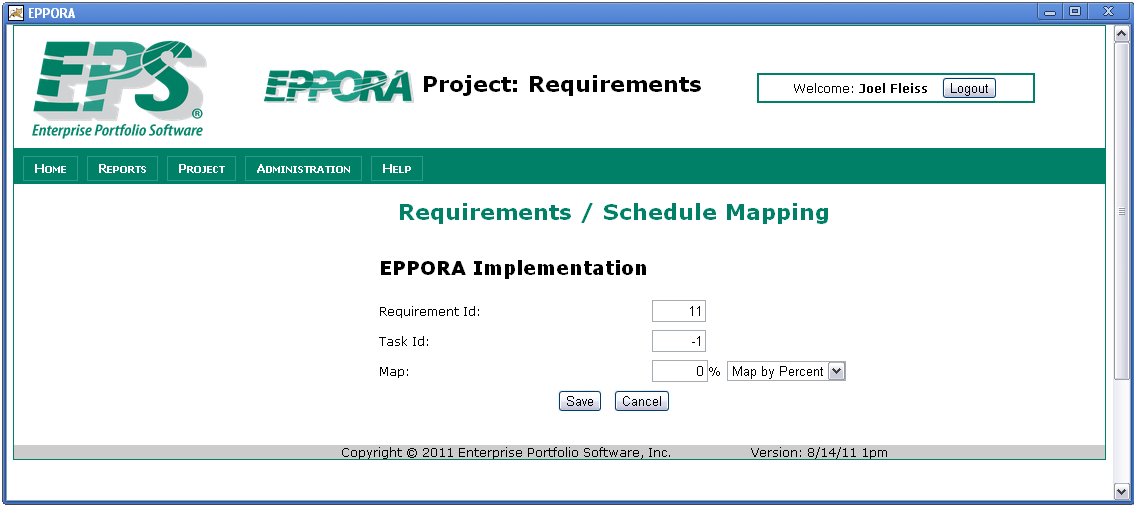 EPPORA
EPS®
Enterprise Portfolio Software
EPPORA Project: Requirements
Welcome: Joel Fleiss Logout
HOME REPORTS PROJECT ADMINISTRATION HELP
Requirements / Schedule Mapping
EPPORA Implementation
Requirement Id: 11
Task Id: -1
Map: 0 % Map by Percent
Save Cancel
Copyright © 2011 Enterprise Portfolio Software, Inc. Version: 8/14/11 1pm